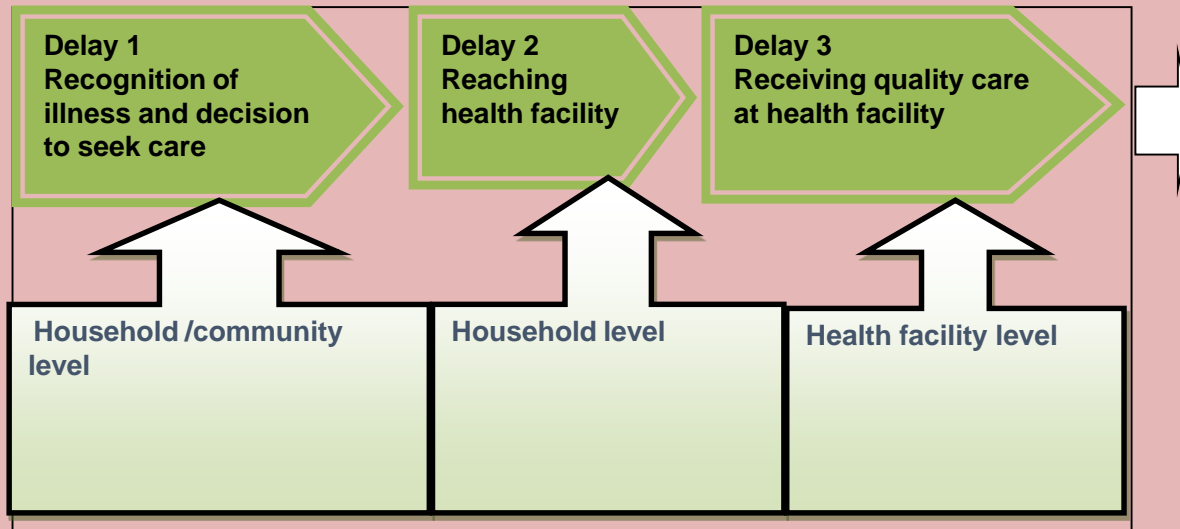 Delay 1
Recognition of
illness and decision
to seek care
Delay 2
Reaching
health facility
Delay 3
Receiving quality care
at health facility
Household /community
level
Household level
Health facility level